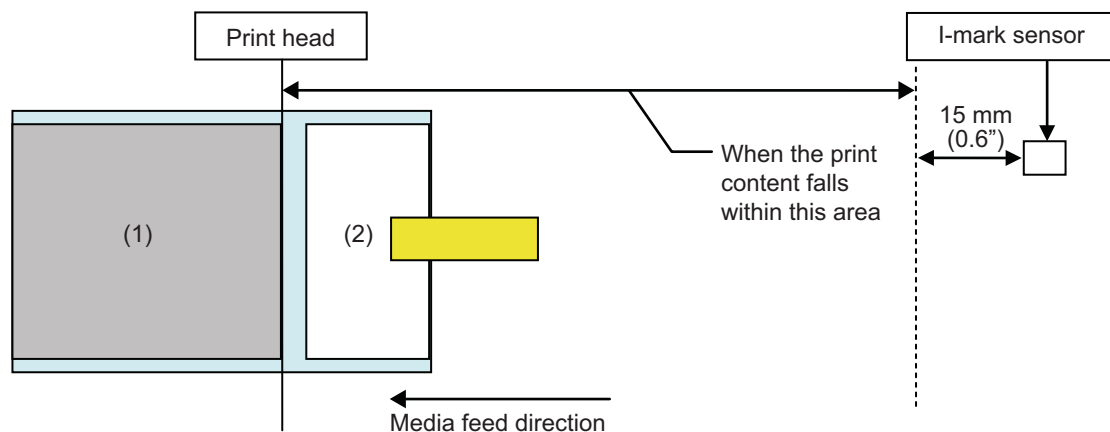 Print head
I-mark sensor
15 mm
(0.6”)
When the print
content falls
within this area
(1)
(2)
Media feed direction